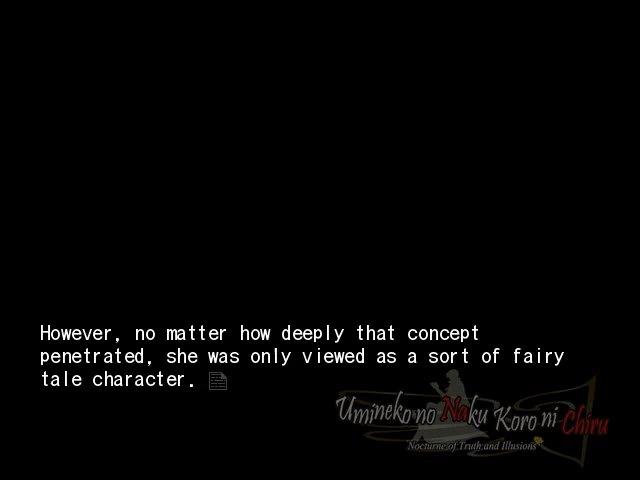 However, no matter how deeply that concept
penetrated, she was only viewed as a sort of fairy
tale character.
Umineko no Naku Koro ni Chiru
Nocturne of Truth and Illusions